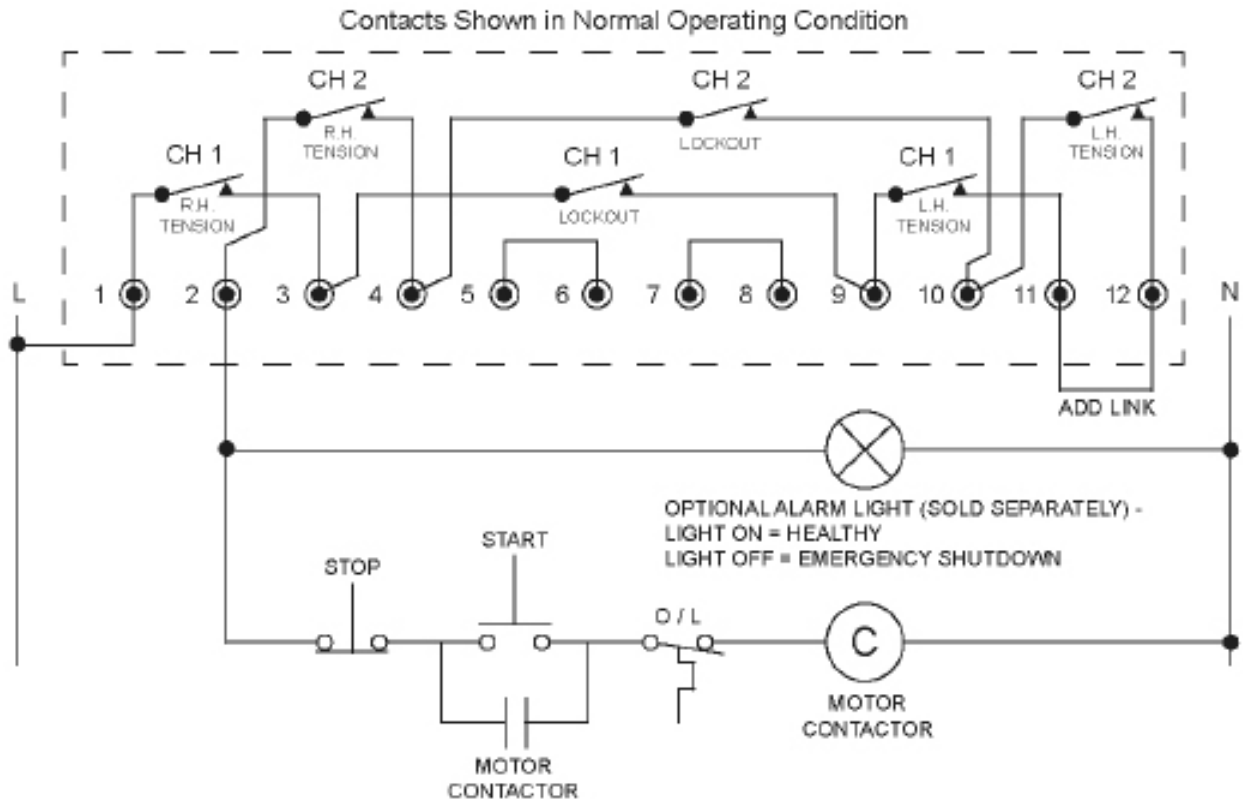 Contacts Shown in Normal Operating Condition
CH 2
R.H.
TENSION
CH 2
LOCKOUT
CH 2
L.H.
TENSION
CH 1
R.H.
TENSION
CH 1
LOCKOUT
CH 1
L.H.
TENSION
L
1
2
3
4
5
6
7
8
9
10
11
12
N
ADD LINK
OPTIONAL ALARM LIGHT (SOLD SEPARATELY) -
LIGHT ON = HEALTHY
LIGHT OFF = EMERGENCY SHUTDOWN
START
STOP
O / L
C
MOTOR
CONTACTOR
MOTOR
CONTACTOR